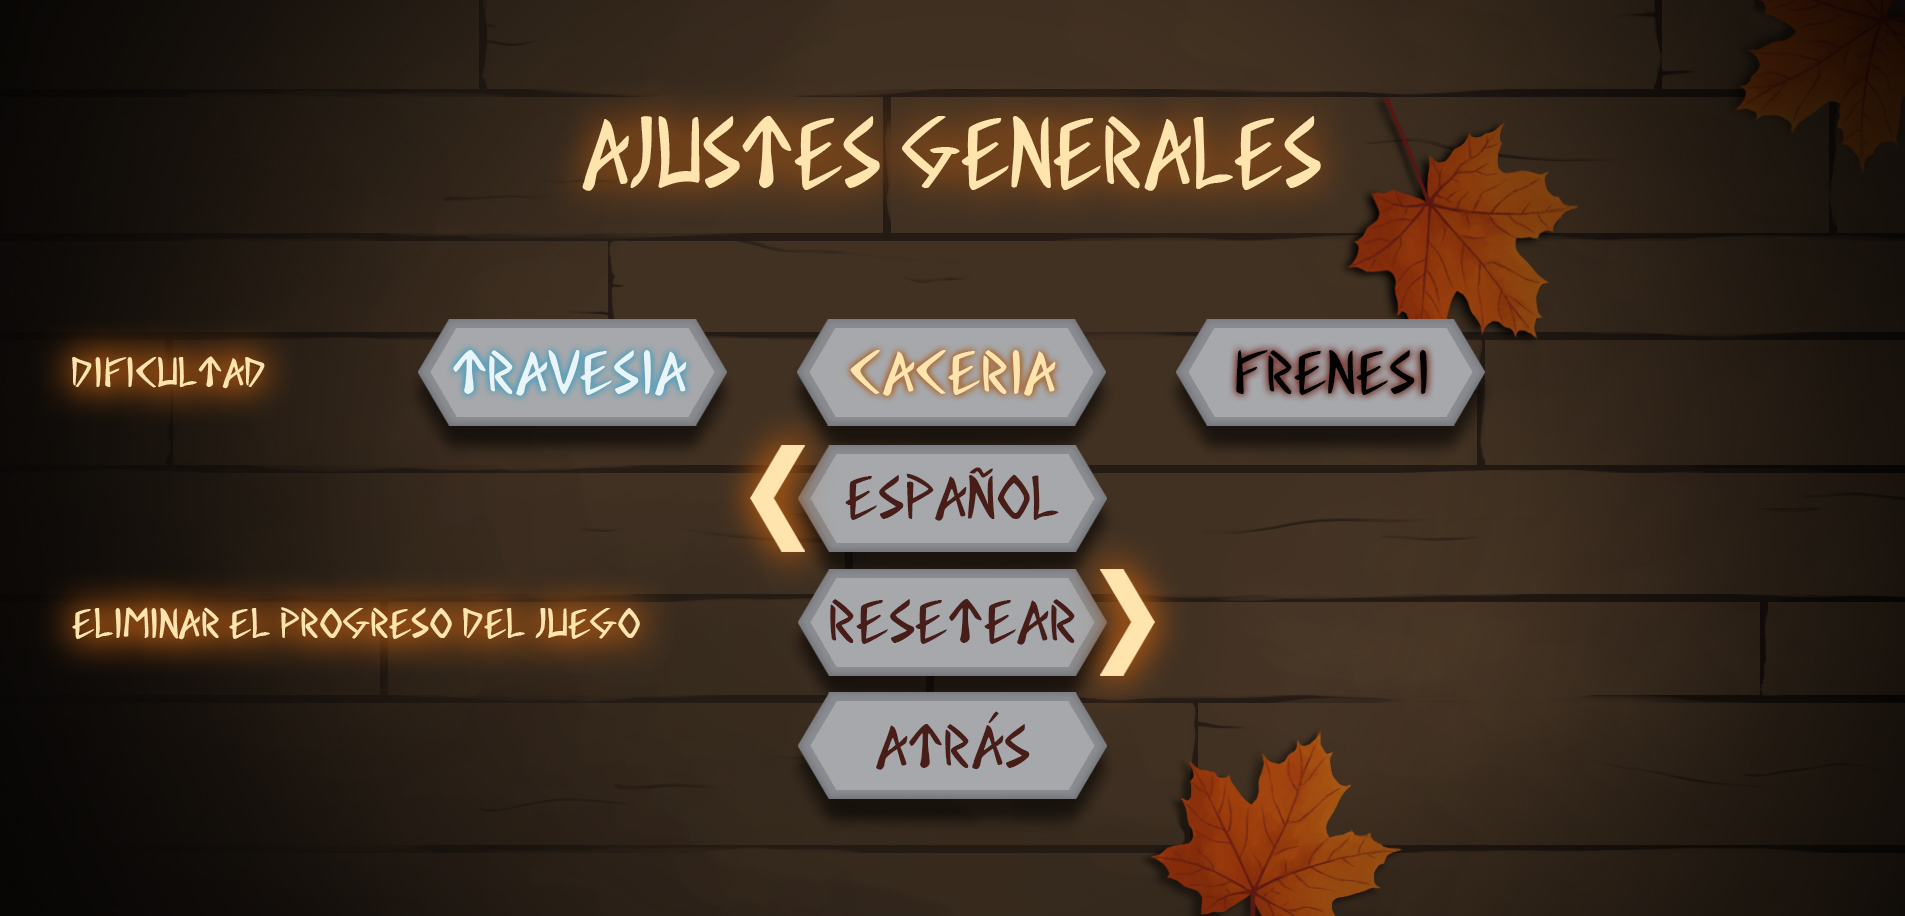 AJUSTES GENERALES
DIFICULTAD
TRAVESIA
CACERIA
FRENESI
ESPAÑOL
ELIMINAR EL PROGRESO DEL JUEGO
RESETEAR
ATRÁS